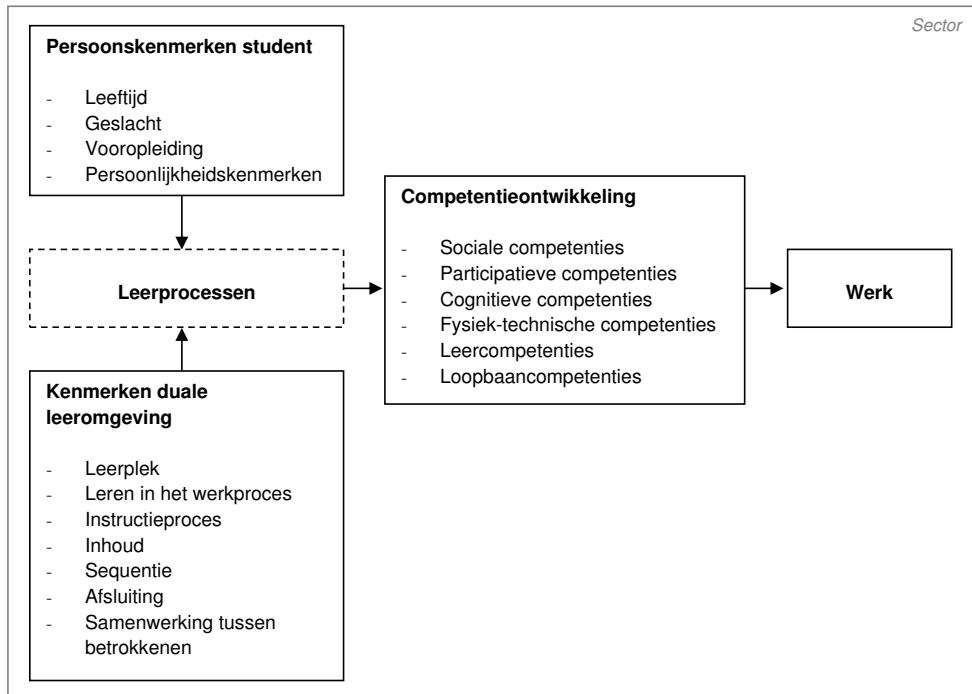 Sector
Persoonskenmerken student
- Leeftijd
- Geslacht
- Vooropleiding
- Persoonlijkheidskenmerken
Leerprocessen
Kenmerken duale
leeromgeving
- Leerplek
- Leren in het werkproces
- Instructieproces
- Inhoud
- Sequentie
- Afsluiting
- Samenwerking tussen
betrokkenen
Competentieontwikkeling
- Sociale competenties
- Participatieve competenties
- Cognitieve competenties
- Fysiek-technische competenties
- Leercompetenties
- Loopbaancompetenties
Werk